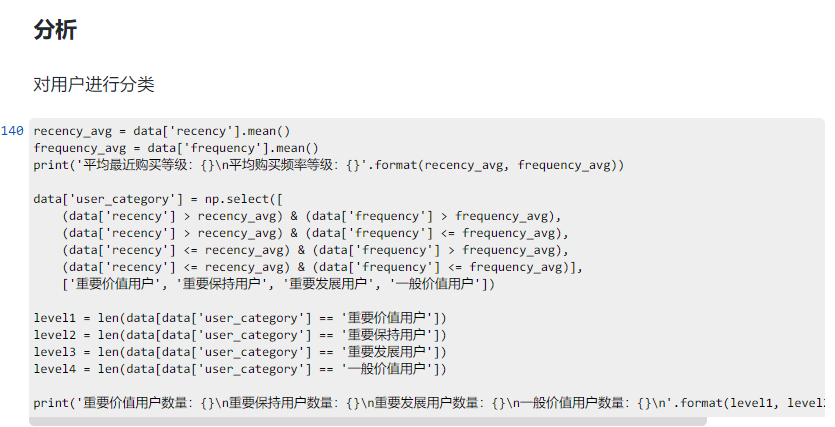 分析
对用户进行分类
140
recency_avg = data['recency'].mean()
frequency_avg = data['frequency'].mean()
print('平均最近购买等级: {}\n平均购买频率等级: {}'.format(recency_avg, frequency_avg))
data['user_category'] = np.select([
    (data['recency'] > recency_avg) & (data['frequency'] > frequency_avg),
    (data['recency'] > recency_avg) & (data['frequency'] <= frequency_avg),
    (data['recency'] <= recency_avg) & (data['frequency'] > frequency_avg),
    (data['recency'] <= recency_avg) & (data['frequency'] <= frequency_avg)],
    ['重要价值用户', '重要保持用户', '重要发展用户', '一般价值用户'])
level1 = len(data[data['user_category'] == '重要价值用户'])
level2 = len(data[data['user_category'] == '重要保持用户'])
level3 = len(data[data['user_category'] == '重要发展用户'])
level4 = len(data[data['user_category'] == '一般价值用户'])
print('重要价值用户数量: {}\n重要保持用户数量: {}\n重要发展用户数量: {}\n一般价值用户数量: {}\n'.format(level1,